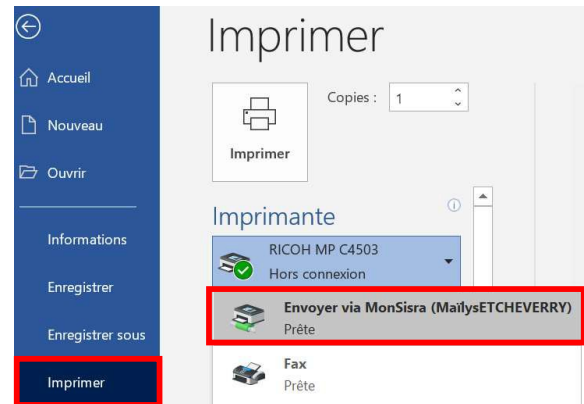 Accueil
Nouveau
Ouvrir
Informations
Enregistrer
Enregistrer sous
Imprimer
Imprimer
Copies : 1
Imprimer
Imprimante
RICOH MP C4503
Hors connexion
Envoyer via MonSisra (MaïlysETCHEVERRY)
Prête
Fax
Prête